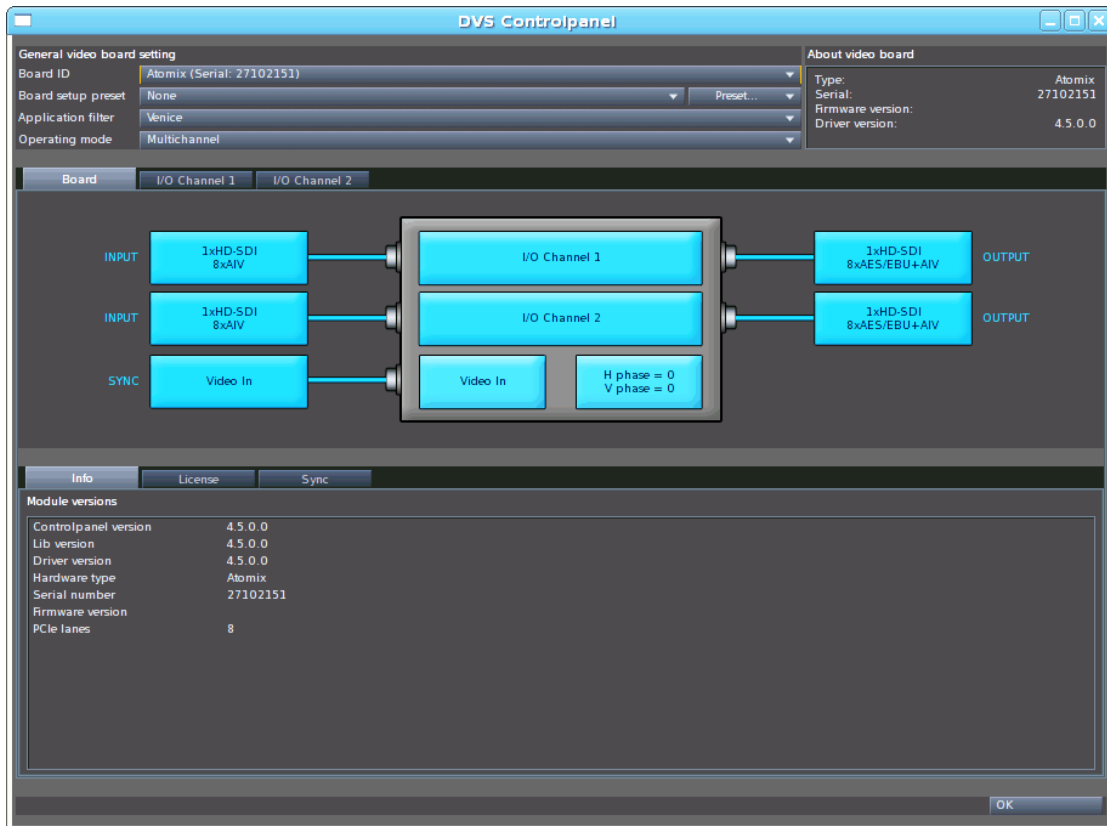 DVS Controlpanel
General video board setting
Board ID Atomix (Serial: 27102151)
Board setup preset None Preset...
Application filter Venice
Operating mode Multichannel
About video board
Type: Atomix
Serial: 27102151
Firmware version:
Driver version: 4.5.0.0
Board I/O Channel 1 I/O Channel 2
INPUT 1xHD-SDI
8xAIV
I/O Channel 1
1xHD-SDI
8xAES/EBU+AIV OUTPUT
INPUT 1xHD-SDI
8xAIV
I/O Channel 2
1xHD-SDI
8xAES/EBU+AIV OUTPUT
SYNC Video In
Video In
H phase = 0
V phase = 0
Info License Sync
Module versions
Controlpanel version 4.5.0.0
Lib version 4.5.0.0
Driver version 4.5.0.0
Hardware type Atomix
Serial number 27102151
Firmware version
PCIe lanes 8
OK